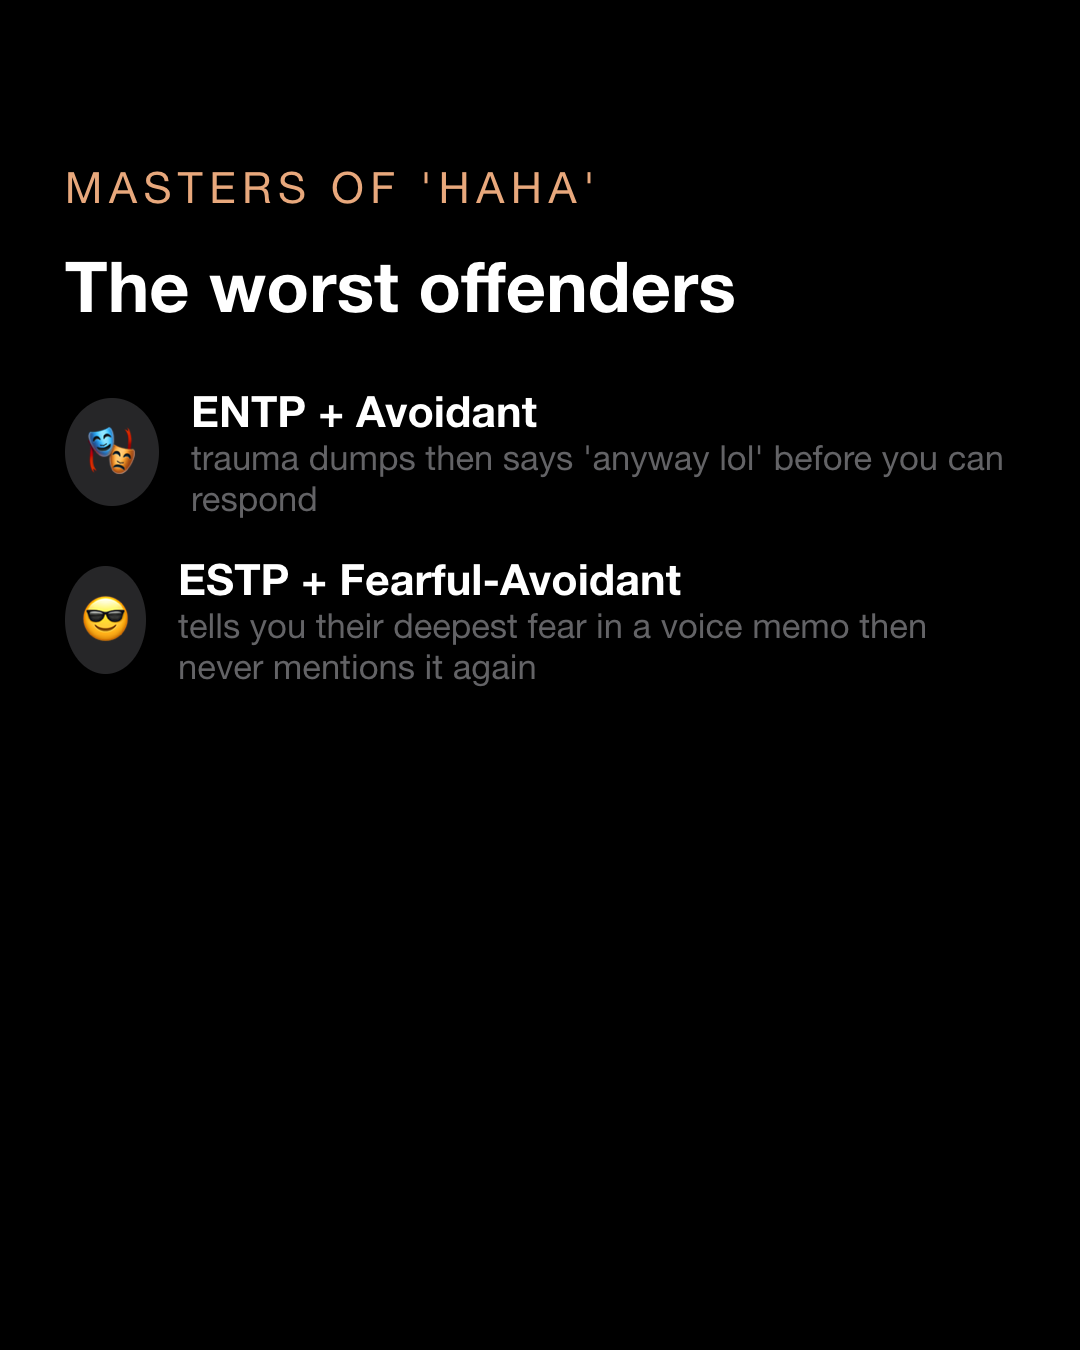 MASTERS OF 'HAHA'
The worst offenders
ENTP + Avoidant
trauma dumps then says 'anyway lol' before you can
respond
ESTP + Fearful-Avoidant
tells you their deepest fear in a voice memo then
never mentions it again